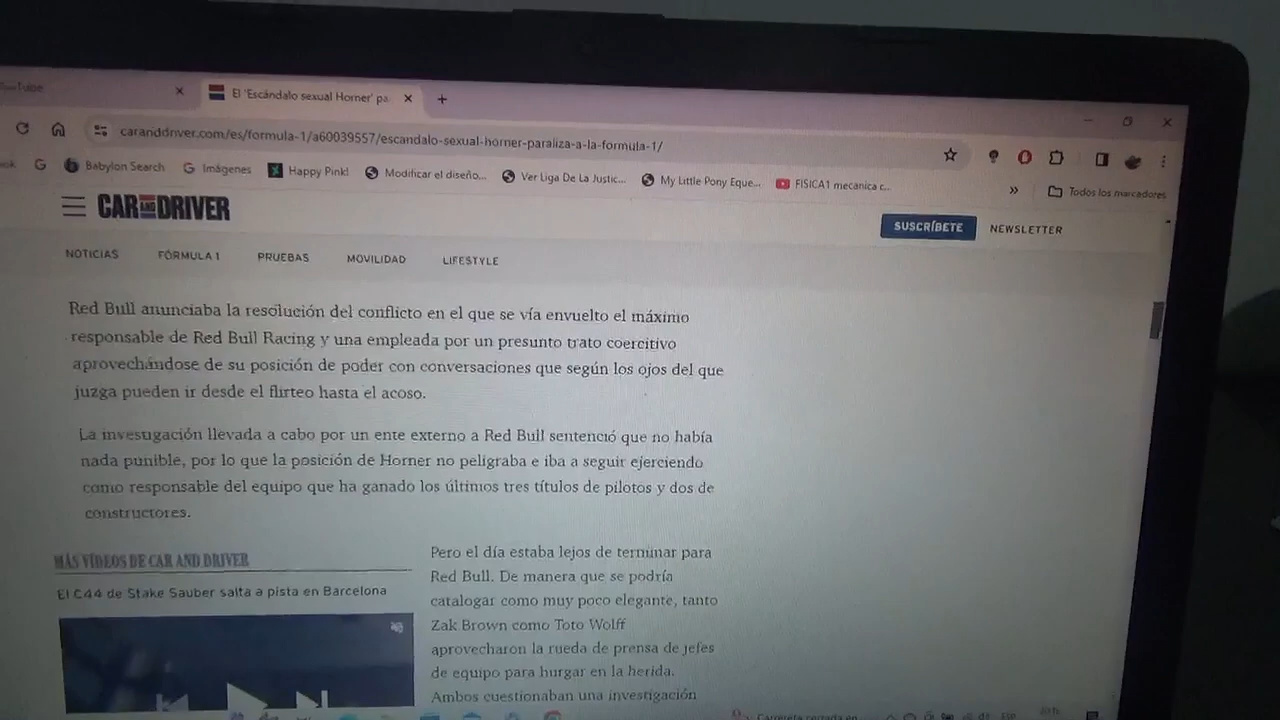 YouTube
El 'Escándalo sexual Horner' pa
caranddriver.com/es/formula-1/a60039557/escandalo-sexual-horner-paraliza-a-la-formula-1/
G
Babylon Search
Imágenes
Happy Pink!
Modificar el diseño...
Ver Liga De La Justic...
My Little Pony Eque...
FISICA1 mecanica c...
»
Todos los marcadores
CAR AND DRIVER
SUSCRÍBETE
NEWSLETTER
NOTICIAS
FÓRMULA 1
PRUEBAS
MOVILIDAD
LIFESTYLE
Red Bull anunciaba la resolución del conflicto en el que se vía envuelto el máximo
responsable de Red Bull Racing y una empleada por un presunto trato coercitivo
aprovechándose de su posición de poder con conversaciones que según los ojos del que
juzga pueden ir desde el flirteo hasta el acoso.
La investigación llevada a cabo por un ente externo a Red Bull sentenció que no había
nada punible, por lo que la posición de Horner no peligraba e iba a seguir ejerciendo
como responsable del equipo que ha ganado los últimos tres títulos de pilotos y dos de
constructores.
MÁS VÍDEOS DE CAR AND DRIVER
El C44 de Stake Sauber salta a pista en Barcelona
Pero el día estaba lejos de terminar para
Red Bull. De manera que se podría
catalogar como muy poco elegante, tanto
Zak Brown como Toto Wolff
aprovecharon la rueda de prensa de jefes
de equipo para hurgar en la herida.
Ambos cuestionaban una investigación
Carretera cortada en